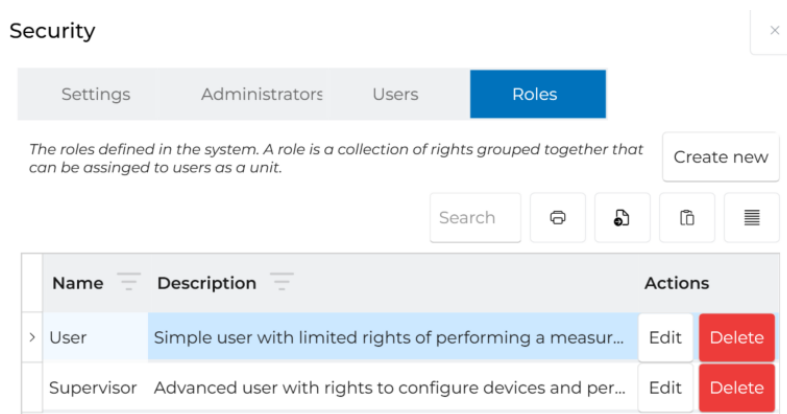 Security
Settings Administrators Users Roles
The roles defined in the system. A role is a collection of rights grouped together that
can be assinged to users as a unit.
Create new
Search
Name Description Actions
User Simple user with limited rights of performing a measur... Edit Delete
Supervisor Advanced user with rights to configure devices and per... Edit Delete